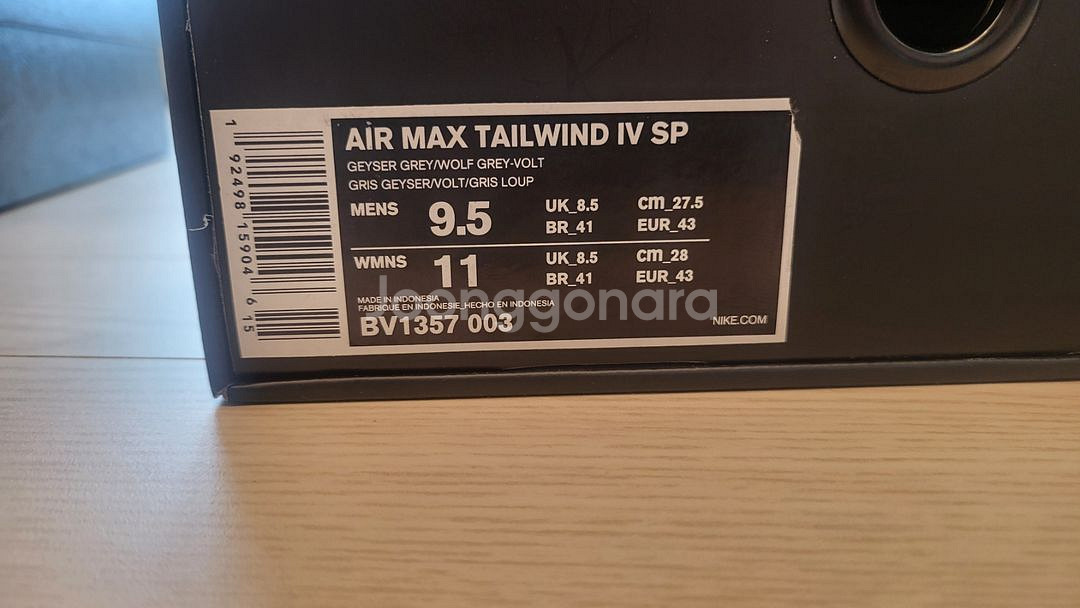 AIR MAX TAILWIND IV SP
GEYSER GREY/WOLF GREY-VOLT
GRIS GEYSER/VOLT/GRIS LOUP
MENS 9.5 UK_8.5 cm_27.5
BR_41 EUR_43
WMNS 11 UK_8.5 cm_28
BR_41 EUR_43
MADE IN INDONESIA
FABRIQUE EN INDONESIE_HECHO EN INDONESIA
BV1357 003
NIKE.COM
1 92498 15904 6 15
joonggonara